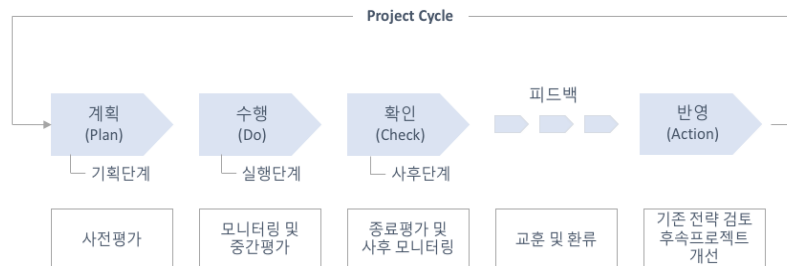 Project Cycle
계획
(Plan)
수행
(Do)
확인
(Check)
피드백
반영
(Action)
기획단계
실행단계
사후단계
사전평가
모니터링 및
중간평가
종료평가 및
사후 모니터링
교훈 및 환류
기존 전략 검토
후속프로젝트
개선